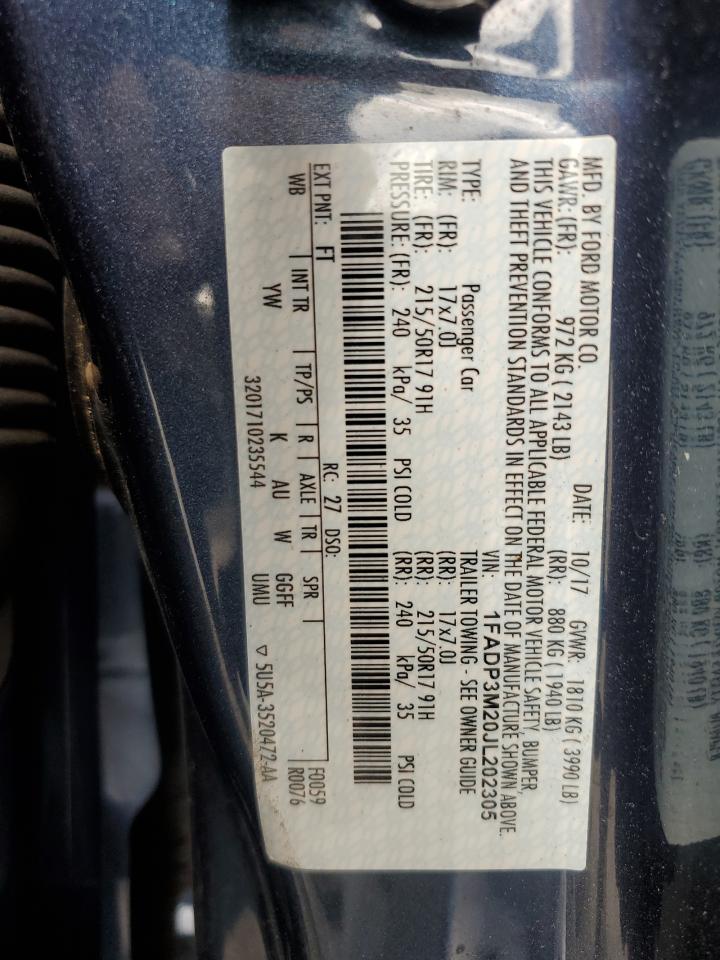 MFD. BY FORD MOTOR CO.
DATE: 10/17 GVWR: 1810 KG ( 3990 LB)
GAWR: (FR): 972 KG ( 2143 LB) (RR): 880 KG ( 1940 LB)
THIS VEHICLE CONFORMS TO ALL APPLICABLE FEDERAL MOTOR VEHICLE SAFETY, BUMPER,
AND THEFT PREVENTION STANDARDS IN EFFECT ON THE DATE OF MANUFACTURE SHOWN ABOVE.
VIN: 1FADP3M20JL202305
TYPE: Passenger Car TRAILER TOWING - SEE OWNER GUIDE
RIM: (FR): 17x7.0J (RR): 17x7.0J
TIRE: (FR): 215/50R17 91H (RR): 215/50R17 91H
PRESSURE: (FR): 240 kPa/ 35 PSI COLD (RR): 240 kPa/ 35 PSI COLD
EXT PNT: FT RC: 27 DSO: F0059
WB INT TR TP/PS R AXLE TR SPR R0076
YW K AU W GGFF
3201710235544 UMU ▽ 5U5A-3520472-AA